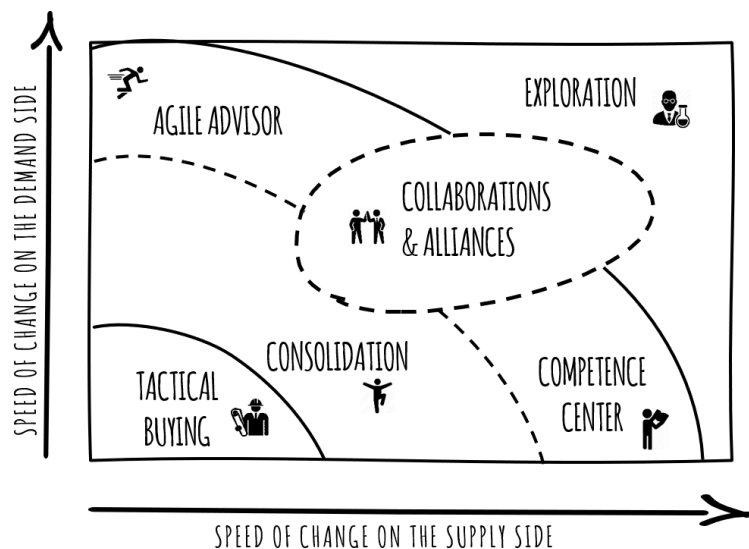 SPEED OF CHANGE ON THE DEMAND SIDE
AGILE ADVISOR
EXPLORATION
COLLABORATIONS
& ALLIANCES
CONSOLIDATION
TACTICAL
BUYING
COMPETENCE
CENTER
SPEED OF CHANGE ON THE SUPPLY SIDE